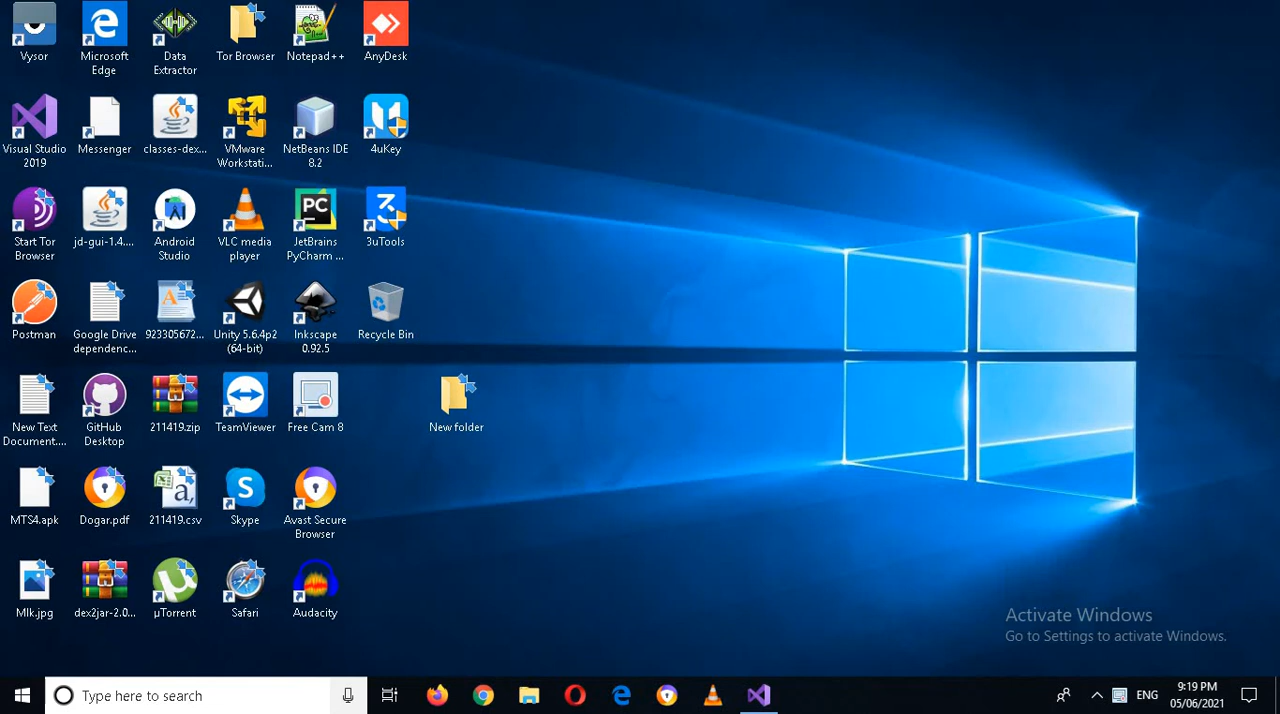 Vysor
Microsoft
Edge
Data
Extractor
Tor Browser
Notepad++
AnyDesk
Visual Studio
2019
Messenger
classes-dex...
VMware
Workstati...
NetBeans IDE
8.2
4uKey
Start Tor
Browser
jd-gui-1.4....
Android
Studio
VLC media
player
PC
JetBrains
PyCharm ...
3uTools
Postman
Google Drive
dependenc...
923305672...
Unity 5.6.4p2
(64-bit)
Inkscape
0.92.5
Recycle Bin
New Text
Document....
GitHub
Desktop
211419.zip
TeamViewer
Free Cam 8
New folder
MTS4.apk
Dogar.pdf
211419.csv
Skype
Avast Secure
Browser
Mlk.jpg
dex2jar-2.0...
µTorrent
Safari
Audacity
Activate Windows
Go to Settings to activate Windows.
Type here to search
ENG
9:19 PM
05/06/2021